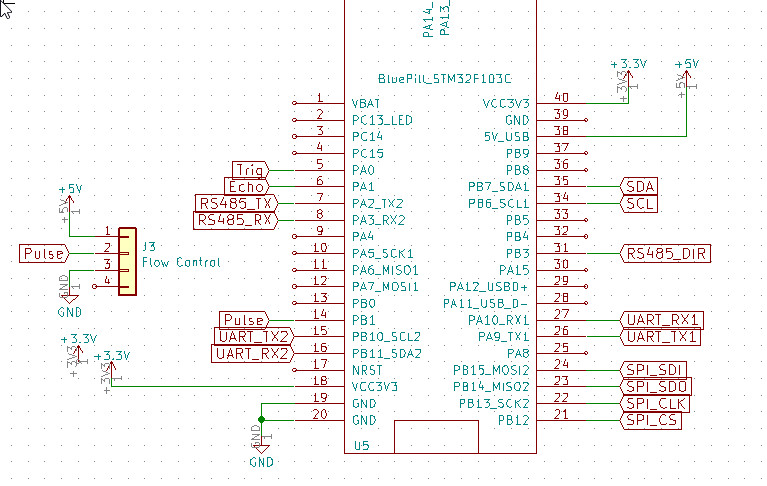 PA14_
PA13_
BluePill_STM32F103C
1 VBAT
2 PC13_LED
3 PC14
4 PC15
Trig 5 PA0
Echo 6 PA1
RS485_TX 7 PA2_TX2
RS485_RX 8 PA3_RX2
9 PA4
10 PA5_SCK1
11 PA6_MISO1
12 PA7_MOSI1
13 PB0
Pulse 14 PB1
UART_TX2 15 PB10_SCL2
UART_RX2 16 PB11_SDA2
17 NRST
18 VCC3V3
19 GND
20 GND
GND 1
GND
U5
+3.3V
+3V3 1
+5V
+5V 1
VCC3V3 40
GND 39
5V_USB 38
PB9 37
PB8 36
PB7_SDA1 35 SDA
PB6_SCL1 34 SCL
PB5 33
PB4 32
PB3 31 RS485_DIR
PA15 30
PA12_USBD+ 29
PA11_USB_D- 28
PA10_RX1 27 UART_RX1
PA9_TX1 26 UART_TX1
PA8 25
PB15_MOSI2 24 SPI_SDI
PB14_MISO2 23 SPI_SDO
PB13_SCK2 22 SPI_CLK
PB12 21 SPI_CS
+5V
+5V 1
1
Pulse 2
3
4
J3
Flow Control
GND 1
GND
+3.3V
+3V3 1
+3.3V
+3V3 1